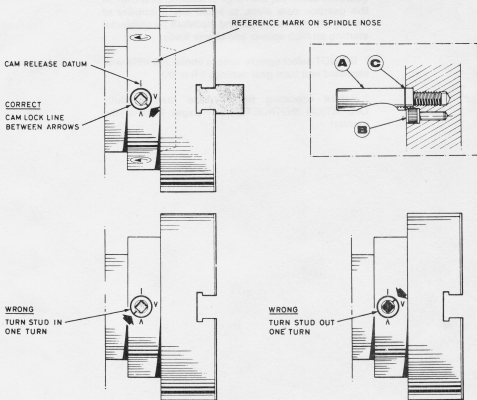 REFERENCE MARK ON SPINDLE NOSE
CAM RELEASE DATUM
CORRECT
CAM LOCK LINE
BETWEEN ARROWS
A
C
B
WRONG
TURN STUD IN
ONE TURN
WRONG
TURN STUD OUT
ONE TURN